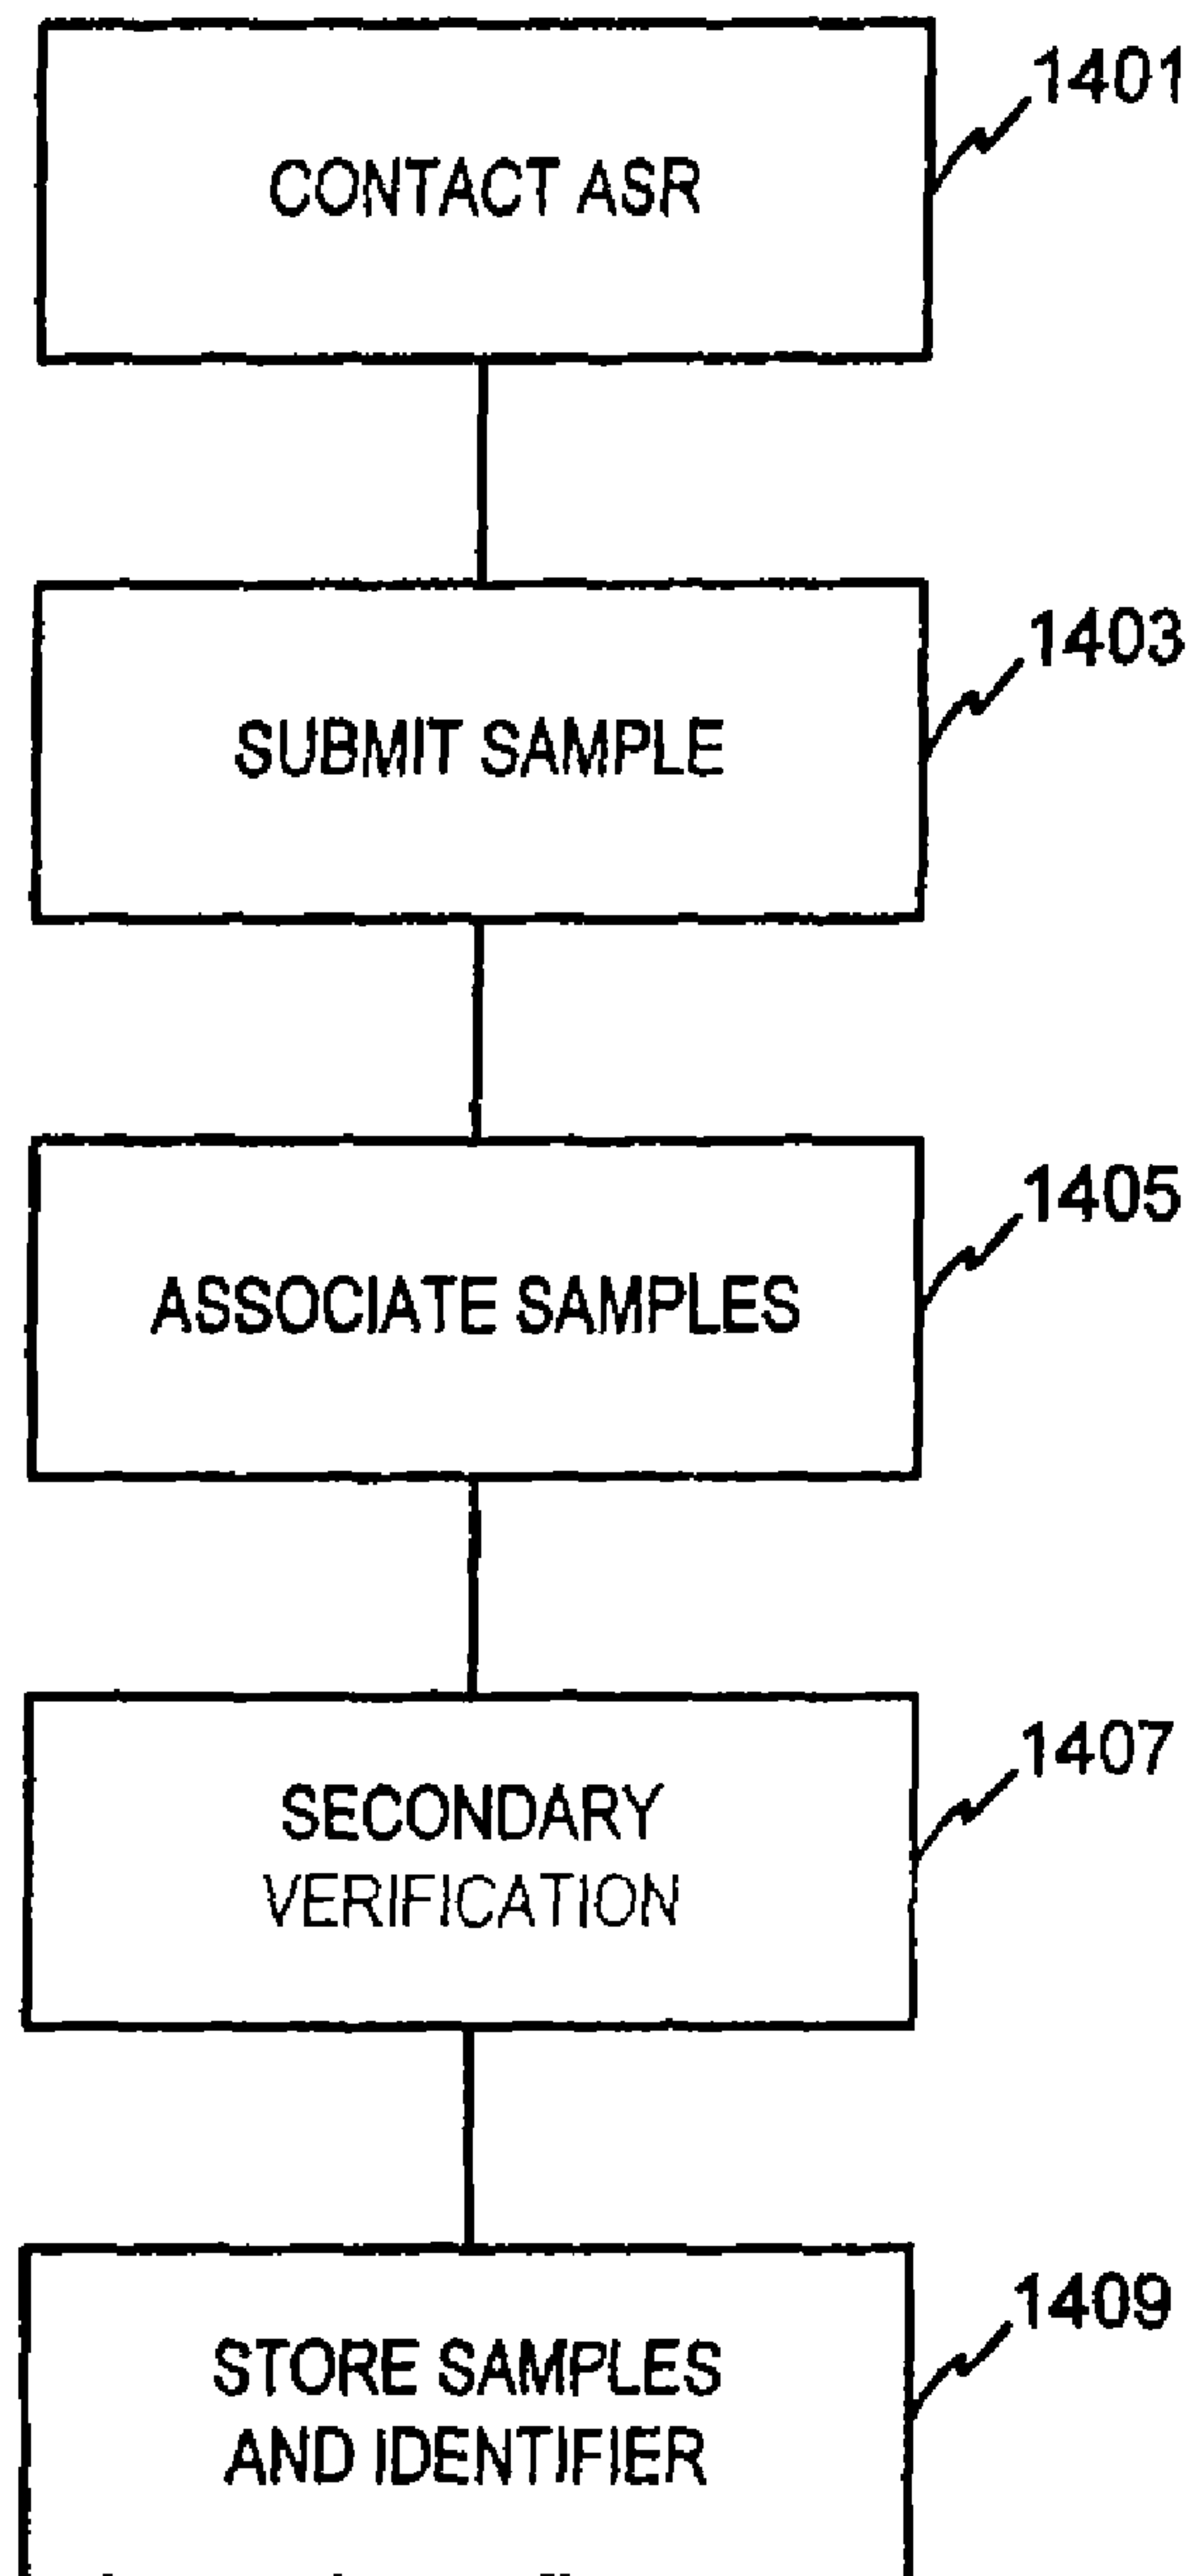 1401
CONTACT ASR
1403
SUBMIT SAMPLE
1405
ASSOCIATE SAMPLES
1407
SECONDARY
VERIFICATION
1409
STORE SAMPLES
AND IDENTIFIER